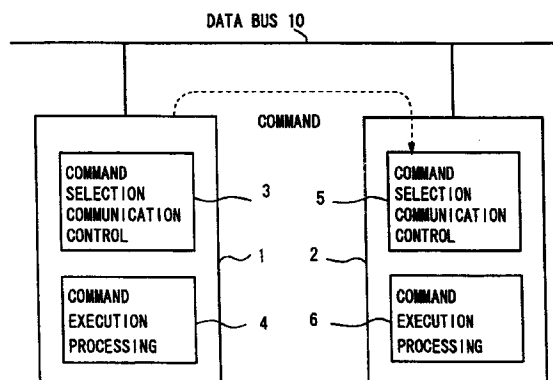 DATA BUS 10
COMMAND
COMMAND
SELECTION
COMMUNICATION
CONTROL
3
1
COMMAND
EXECUTION
PROCESSING
4
COMMAND
SELECTION
COMMUNICATION
CONTROL
5
2
COMMAND
EXECUTION
PROCESSING
6